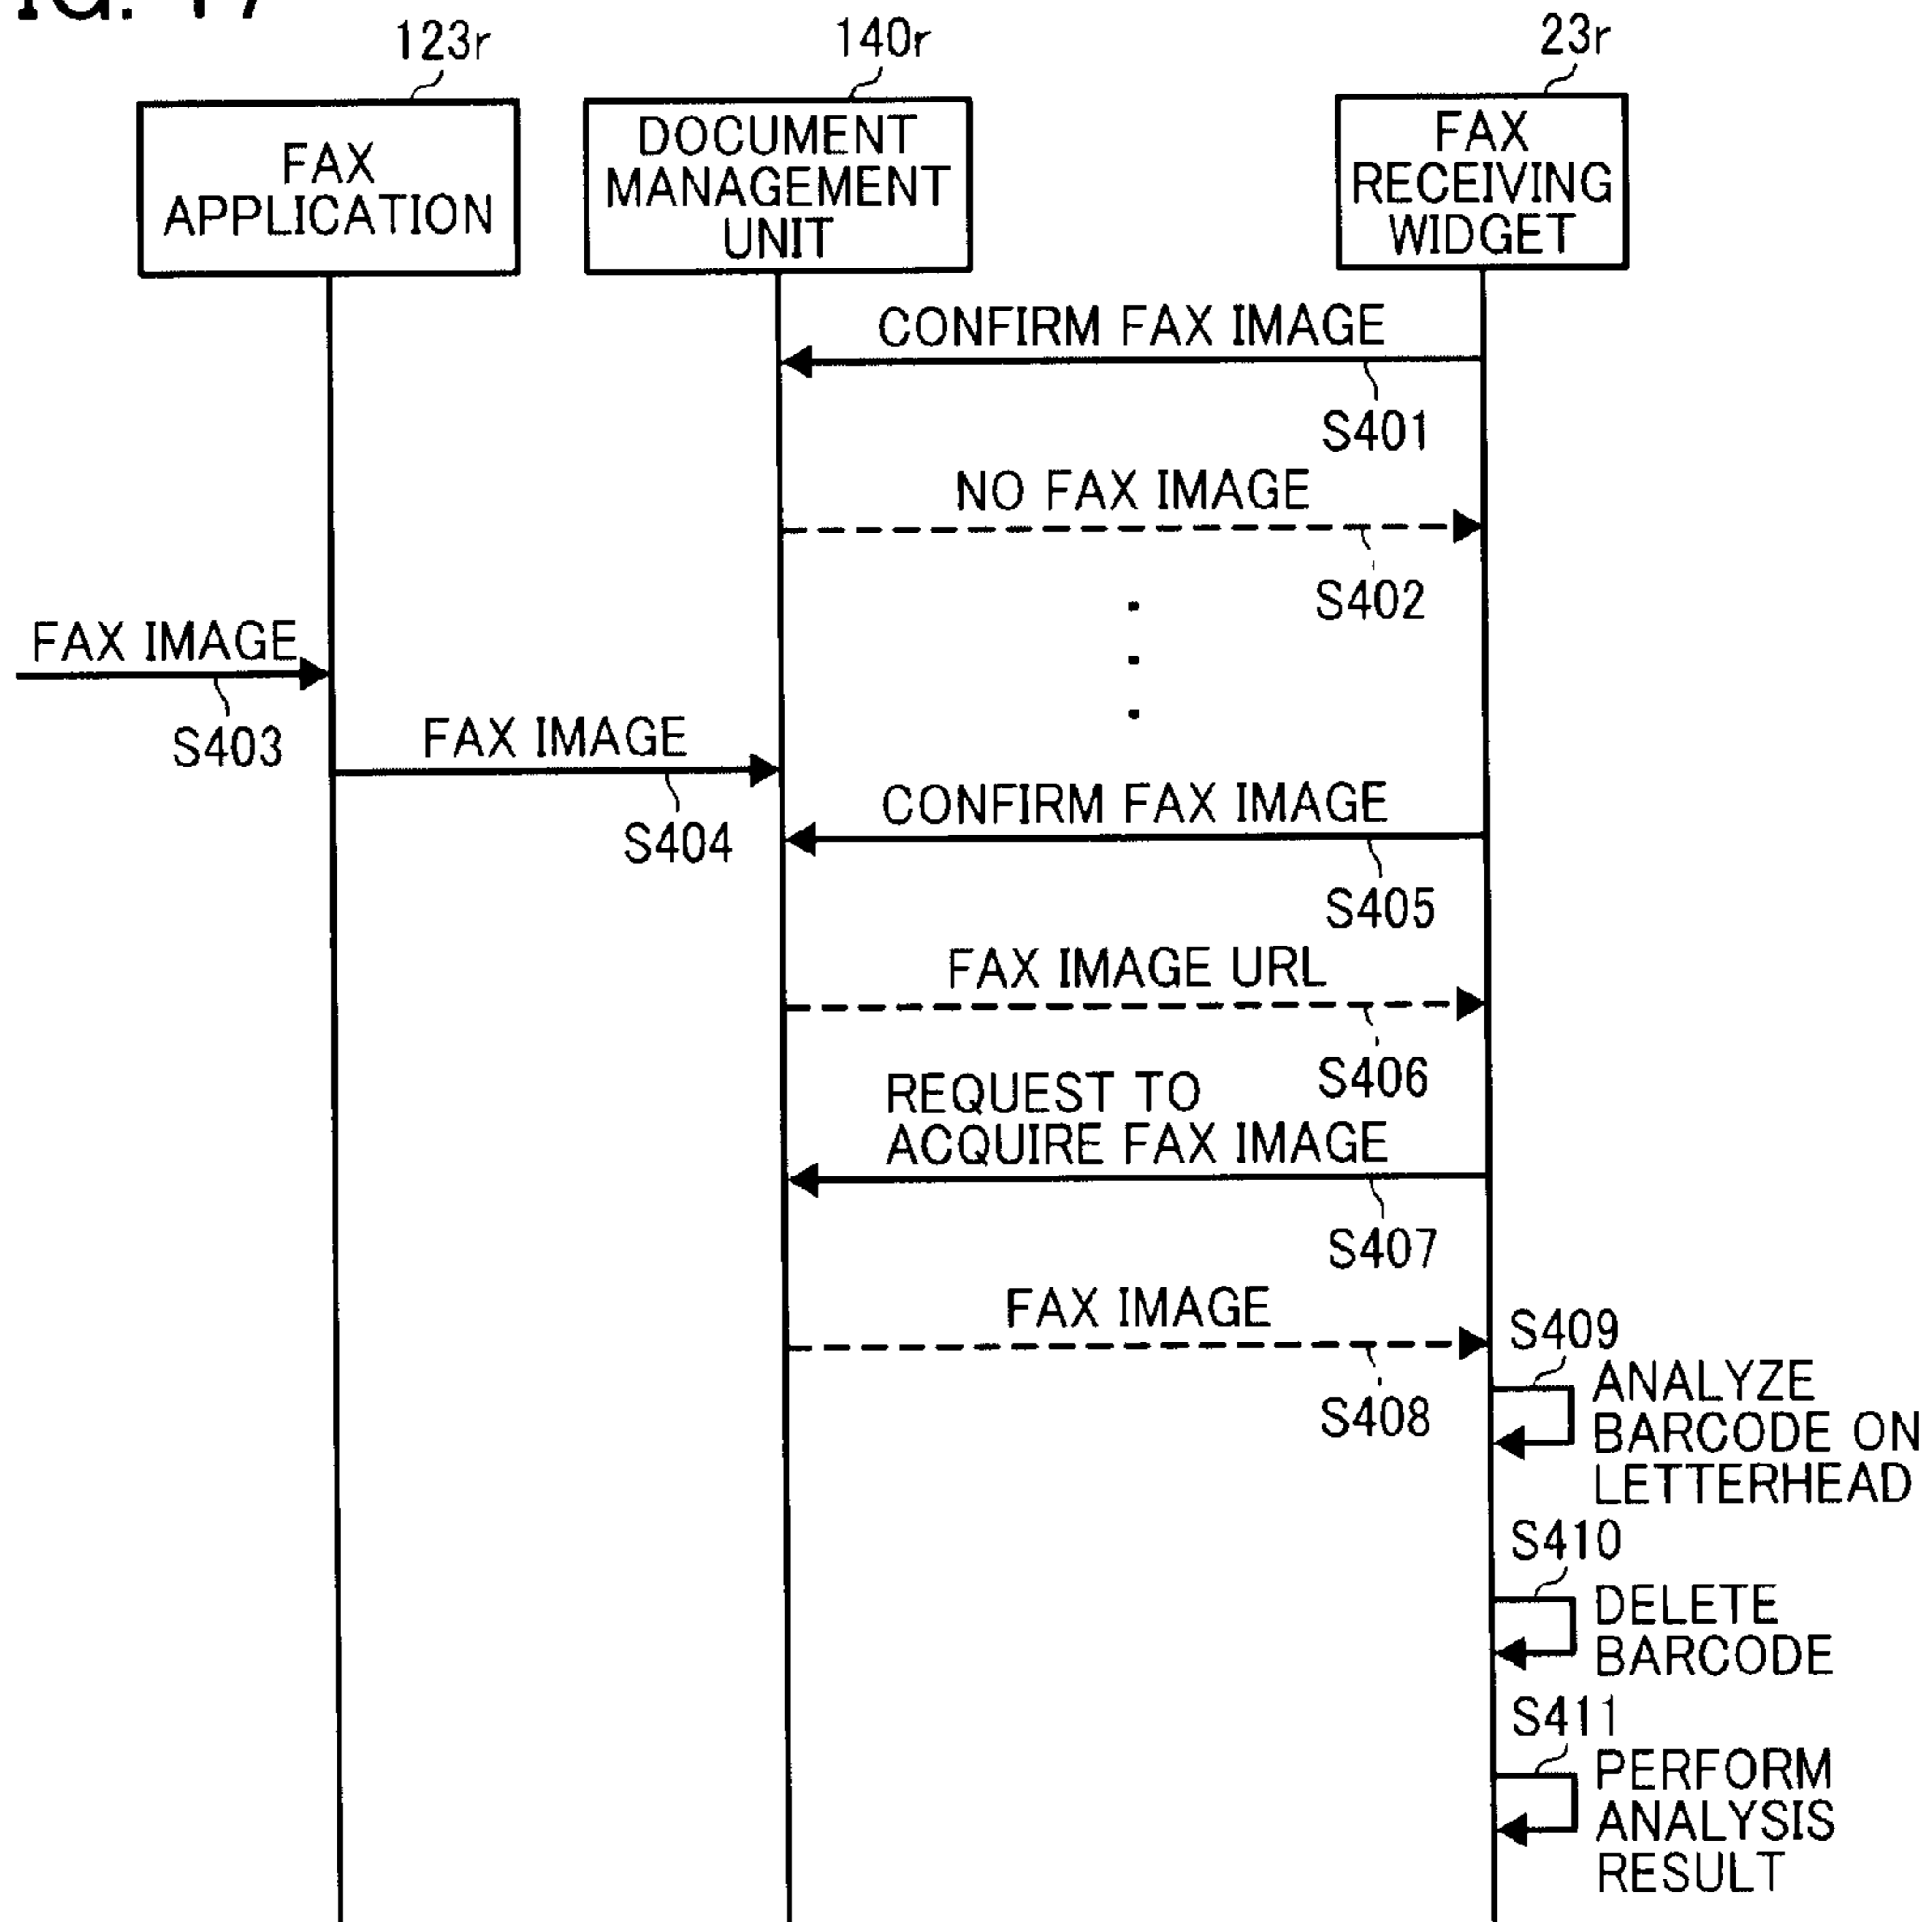 FIG. 17
123r
140r
23r
FAX
APPLICATION
DOCUMENT
MANAGEMENT
UNIT
FAX
RECEIVING
WIDGET
CONFIRM FAX IMAGE
S401
NO FAX IMAGE
S402
FAX IMAGE
S403
FAX IMAGE
S404
CONFIRM FAX IMAGE
S405
FAX IMAGE URL
S406
REQUEST TO
ACQUIRE FAX IMAGE
S407
FAX IMAGE
S408
S409
ANALYZE
BARCODE ON
LETTERHEAD
S410
DELETE
BARCODE
S411
PERFORM
ANALYSIS
RESULT